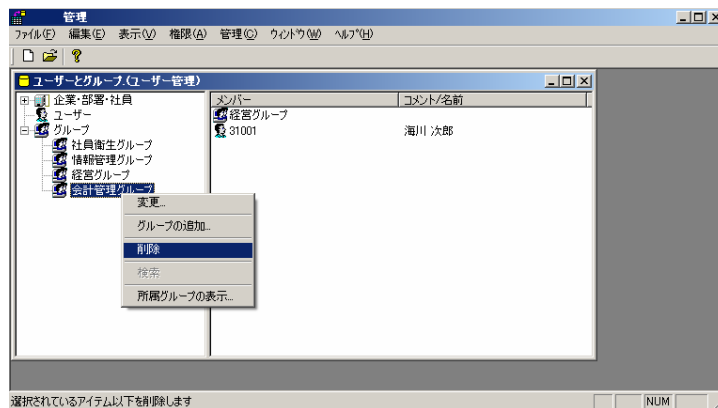 管理
ファイル(F) 編集(E) 表示(V) 権限(A) 管理(C) ウィンドウ(W) ヘルプ(H)
ユーザーとグループ.(ユーザー管理)
企業・部署・社員
ユーザー
グループ
社員衛生グループ
情報管理グループ
経営グループ
会計管理グループ
メンバー コメント/名前
経営グループ
31001 海川 次郎
変更...
グループの追加...
削除
検索
所属グループの表示...
選択されているアイテム以下を削除します
NUM